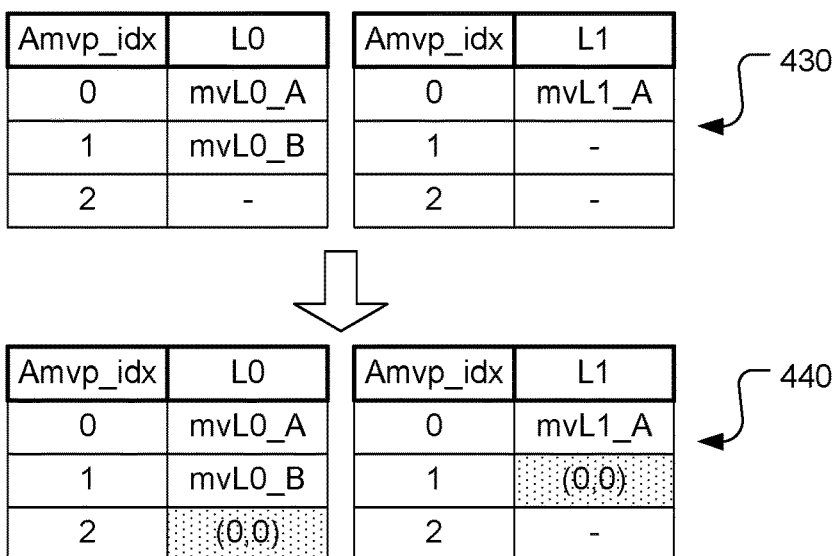 Amvp_idx L0 Amvp_idx L1
430
0 mvL0_A 0 mvL1_A
1 mvL0_B 1 -
2 - 2 -
Amvp_idx L0 Amvp_idx L1
440
0 mvL0_A 0 mvL1_A
1 mvL0_B 1 (0,0)
2 (0,0) 2 -